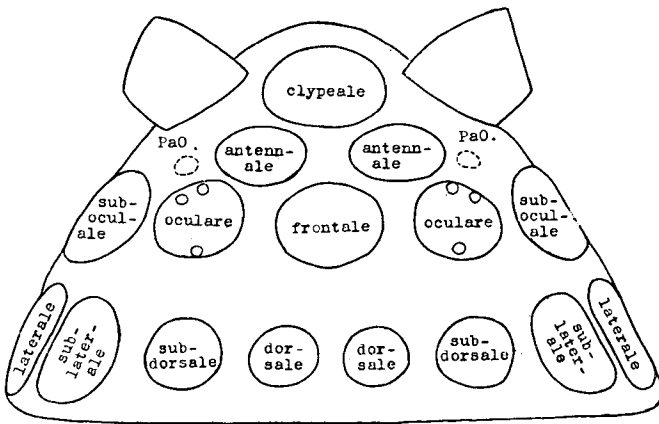 clypeale
PaO.
antenn-
ale
antenn-
ale
PaO.
sub-
ocul-
ale
oculare
frontale
oculare
sub-
ocul-
ale
laterale
sub-
later-
ale
sub-
dorsale
dor-
sale
dor-
sale
sub-
dorsale
sub-
later-
ale
laterale